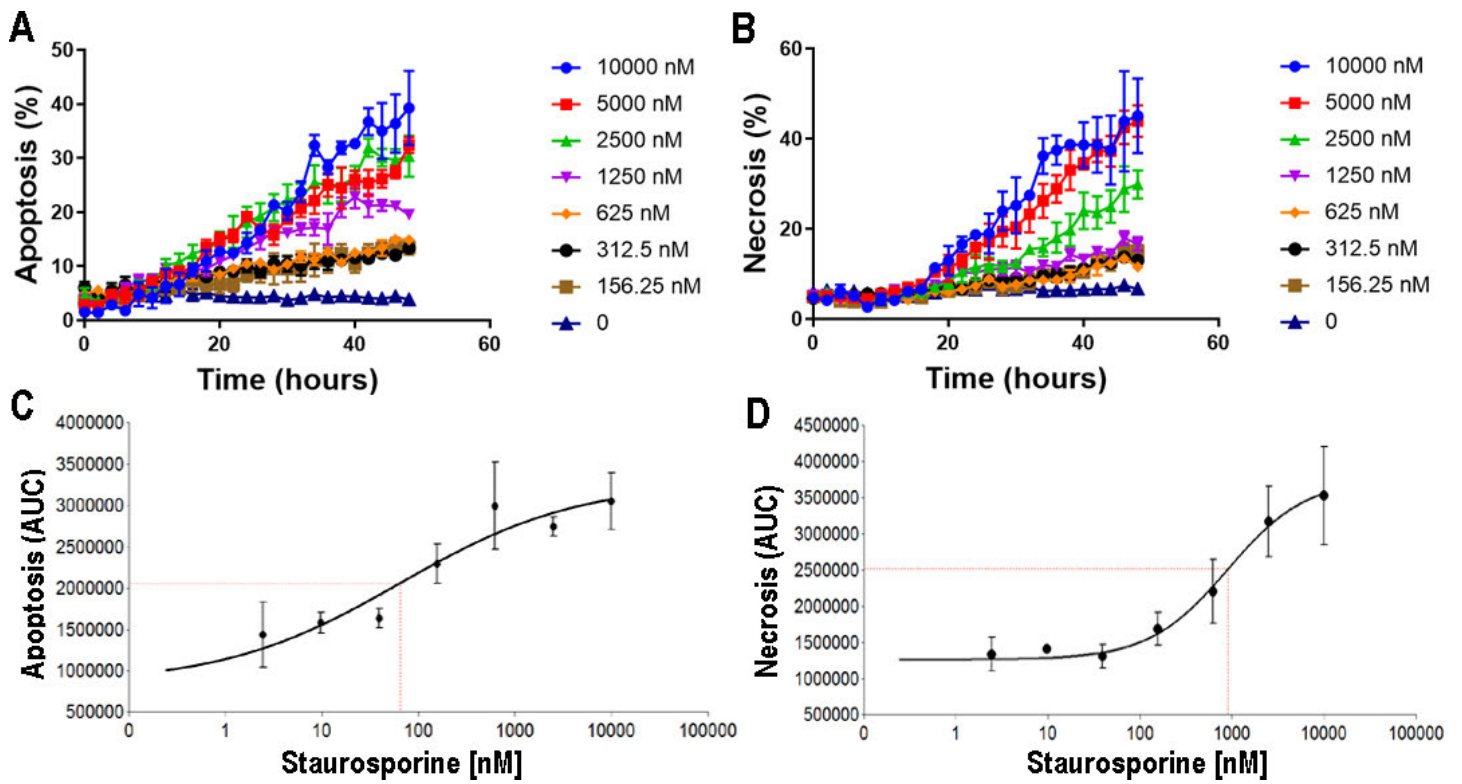 A
Apoptosis (%)
50
40
30
20
10
0
0 20 40 60
Time (hours)
10000 nM
5000 nM
2500 nM
1250 nM
625 nM
312.5 nM
156.25 nM
0
B
Necrosis (%)
60
40
20
0
0 20 40 60
Time (hours)
10000 nM
5000 nM
2500 nM
1250 nM
625 nM
312.5 nM
156.25 nM
0
C
Apoptosis (AUC)
4000000
3500000
3000000
2500000
2000000
1500000
1000000
500000
0 1 10 100 1000 10000 100000
Staurosporine [nM]
D
Necrosis (AUC)
4500000
4000000
3500000
3000000
2500000
2000000
1500000
1000000
500000
0 1 10 100 1000 10000 100000
Staurosporine [nM]